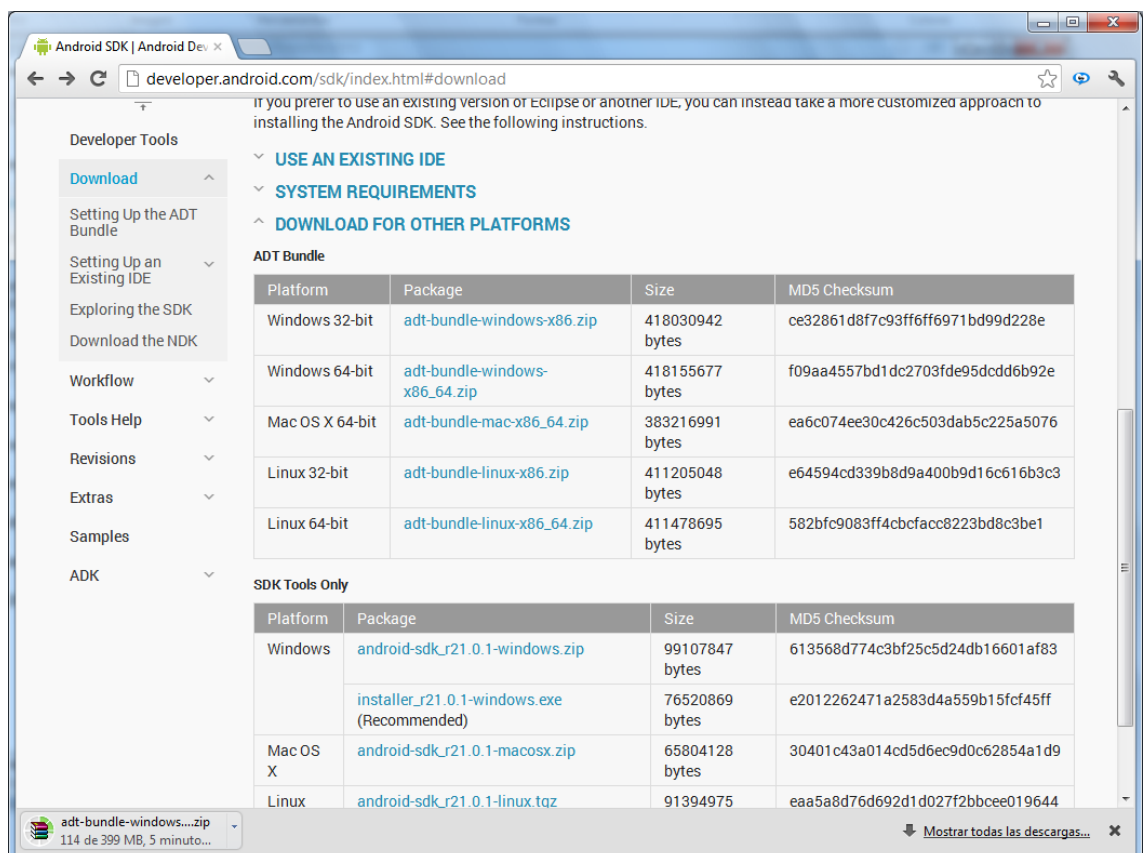 Android SDK | Android Dev
developer.android.com/sdk/index.html#download
If you prefer to use an existing version of Eclipse or another IDE, you can instead take a more customized approach to
installing the Android SDK. See the following instructions.
Developer Tools
Download
Setting Up the ADT
Bundle
Setting Up an
Existing IDE
Exploring the SDK
Download the NDK
Workflow
Tools Help
Revisions
Extras
Samples
ADK
USE AN EXISTING IDE
SYSTEM REQUIREMENTS
DOWNLOAD FOR OTHER PLATFORMS
ADT Bundle
Platform Package Size MD5 Checksum
Windows 32-bit adt-bundle-windows-x86.zip 418030942 ce32861d8f7c93ff6ff6971bd99d228e
bytes
Windows 64-bit adt-bundle-windows- 418155677 f09aa4557bd1dc2703fde95dcdd6b92e
x86_64.zip bytes
Mac OS X 64-bit adt-bundle-mac-x86_64.zip 383216991 ea6c074ee30c426c503dab5c225a5076
bytes
Linux 32-bit adt-bundle-linux-x86.zip 411205048 e64594cd339b8d9a400b9d16c616b3c3
bytes
Linux 64-bit adt-bundle-linux-x86_64.zip 411478695 582bfc9083ff4cbcfacc8223bd8c3be1
bytes
SDK Tools Only
Platform Package Size MD5 Checksum
Windows android-sdk_r21.0.1-windows.zip 99107847 613568d774c3bf25c5d24db16601af83
bytes
installer_r21.0.1-windows.exe 76520869 e2012262471a2583d4a559b15fcf45ff
(Recommended) bytes
Mac OS android-sdk_r21.0.1-macosx.zip 65804128 30401c43a014cd5d6ec9d0c62854a1d9
X bytes
Linux android-sdk_r21.0.1-linux.tgz 91394975 eaa5a8d76d692d1d027f2bbcee019644
adt-bundle-windows....zip
114 de 399 MB, 5 minuto...
Mostrar todas las descargas...